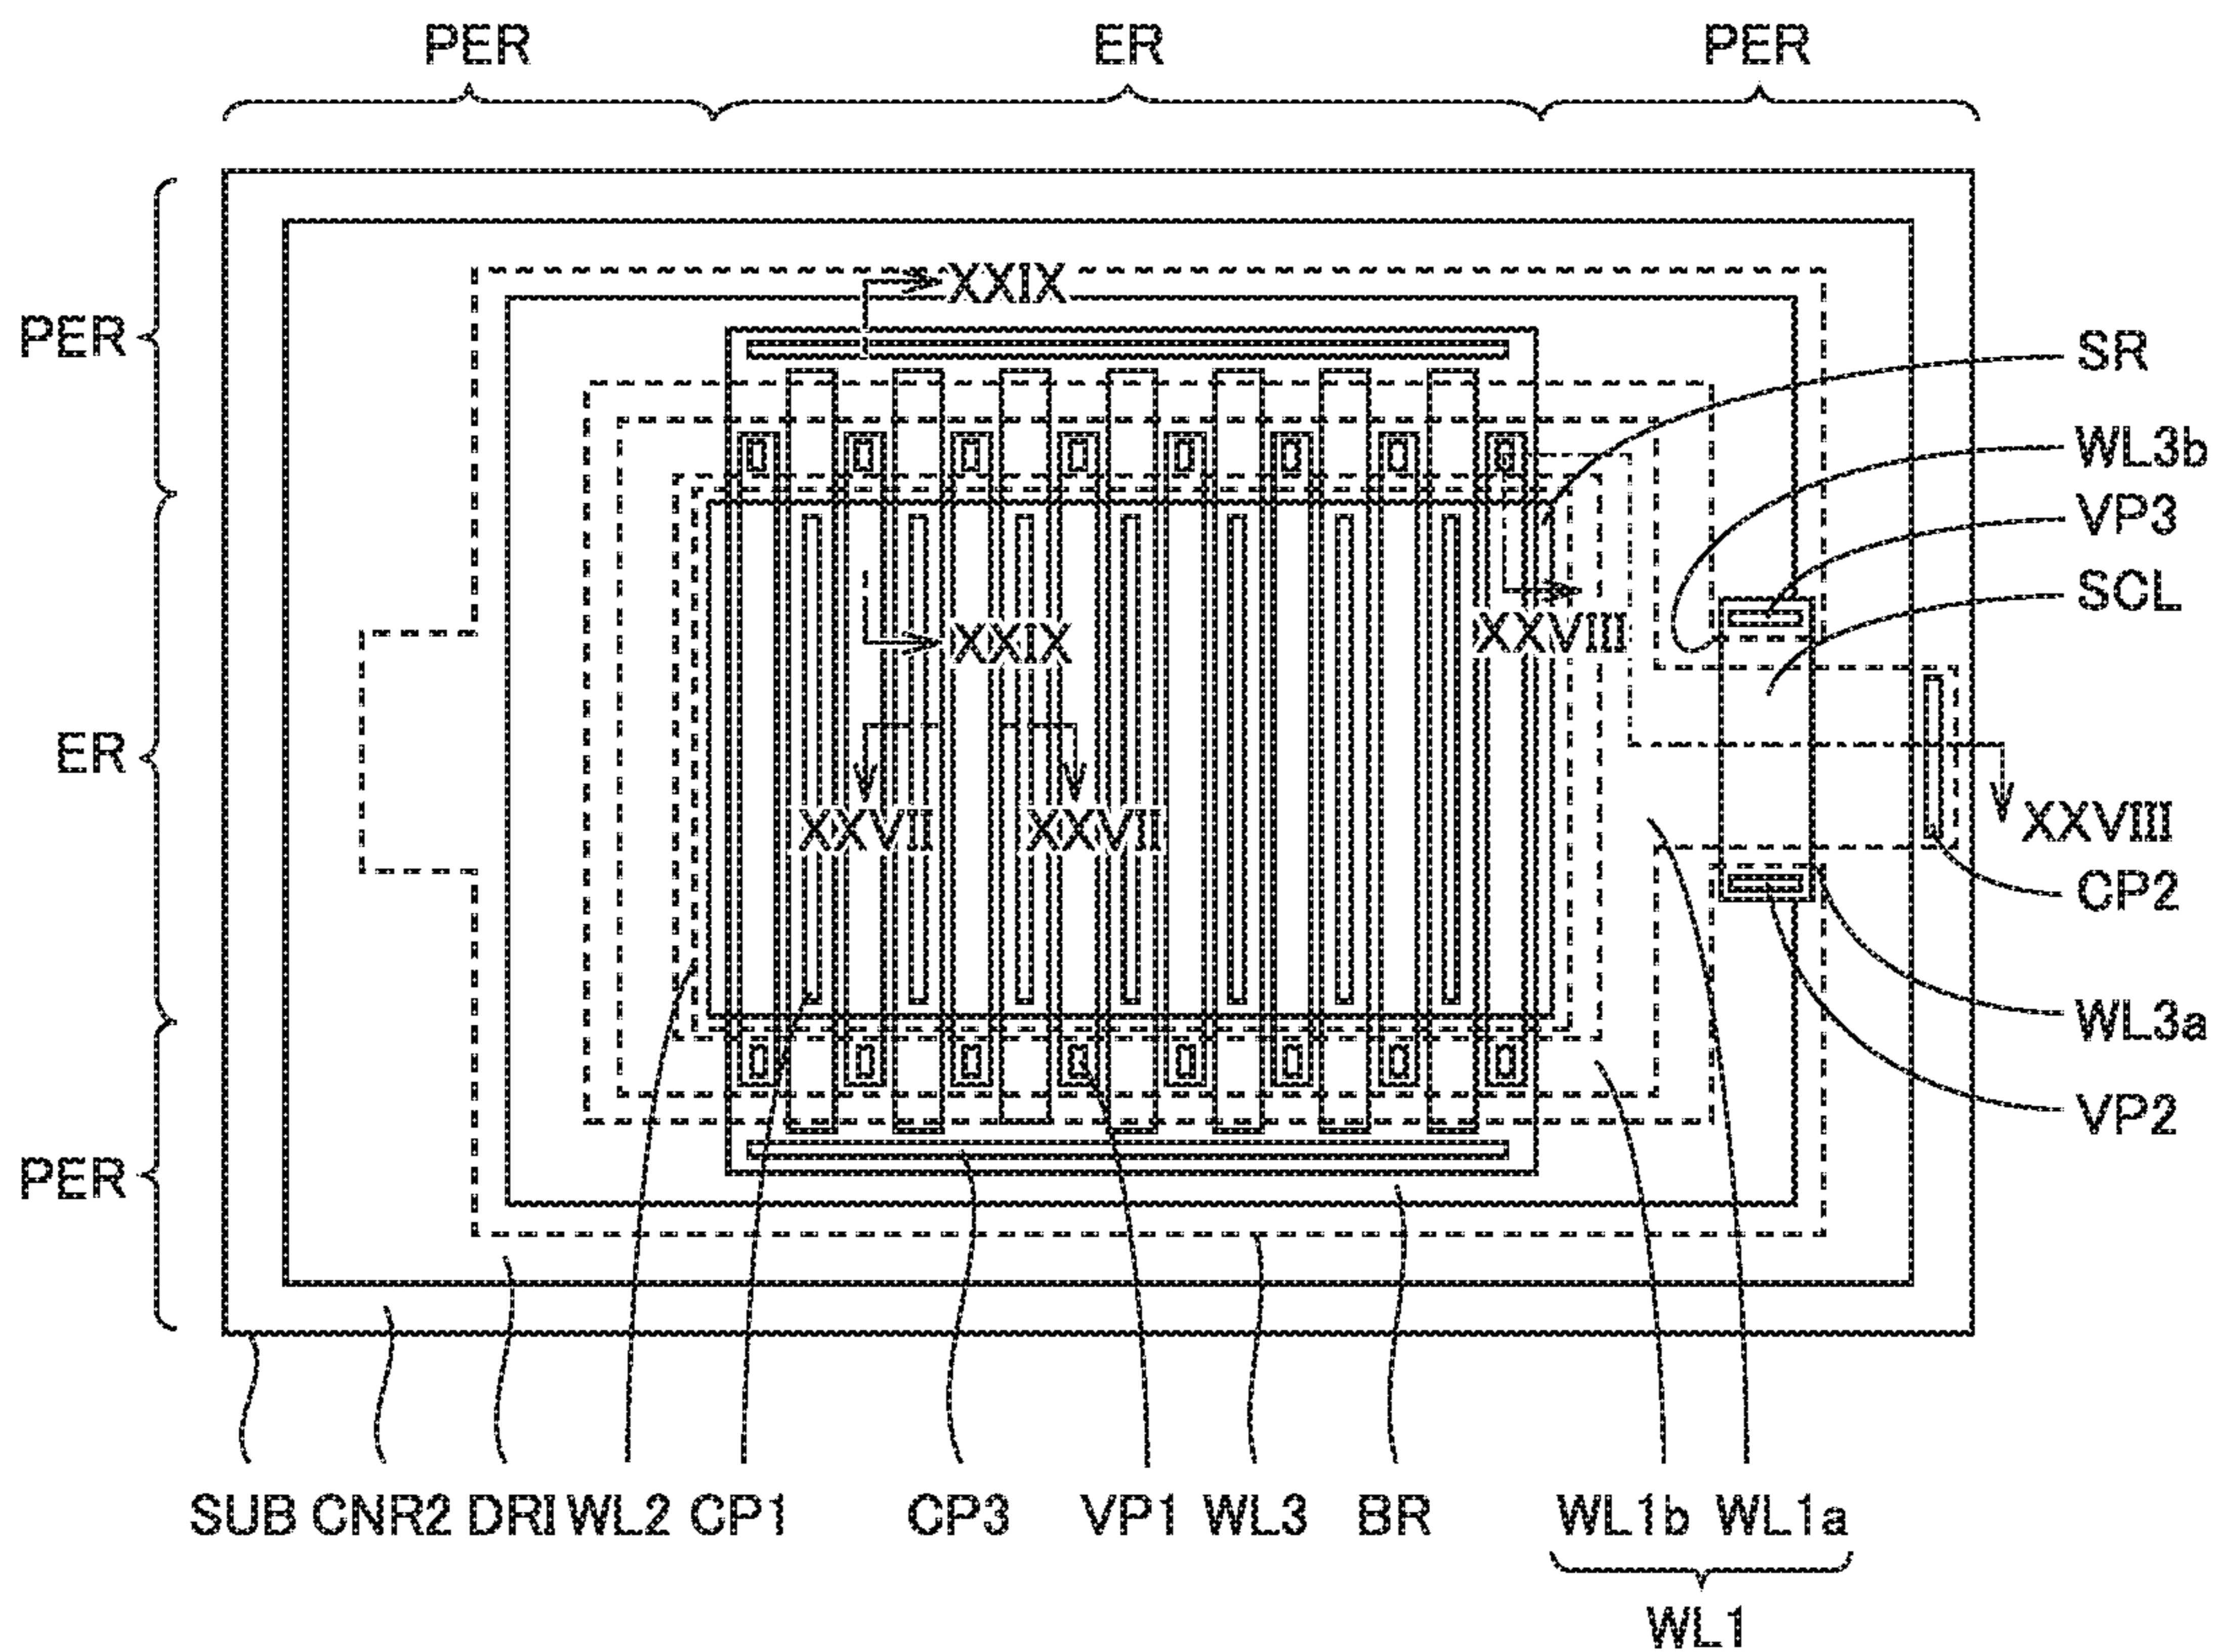 PER ER PER
XXIX
PER
SR
WL3b
VP3
SCL
XXIX
XXVIII
ER
XXVII XXVII
XXVIII
CP2
WL3a
VP2
PER
SUB CNR2 DRI WL2 CP1 CP3 VP1 WL3 BR WL1b WL1a
WL1